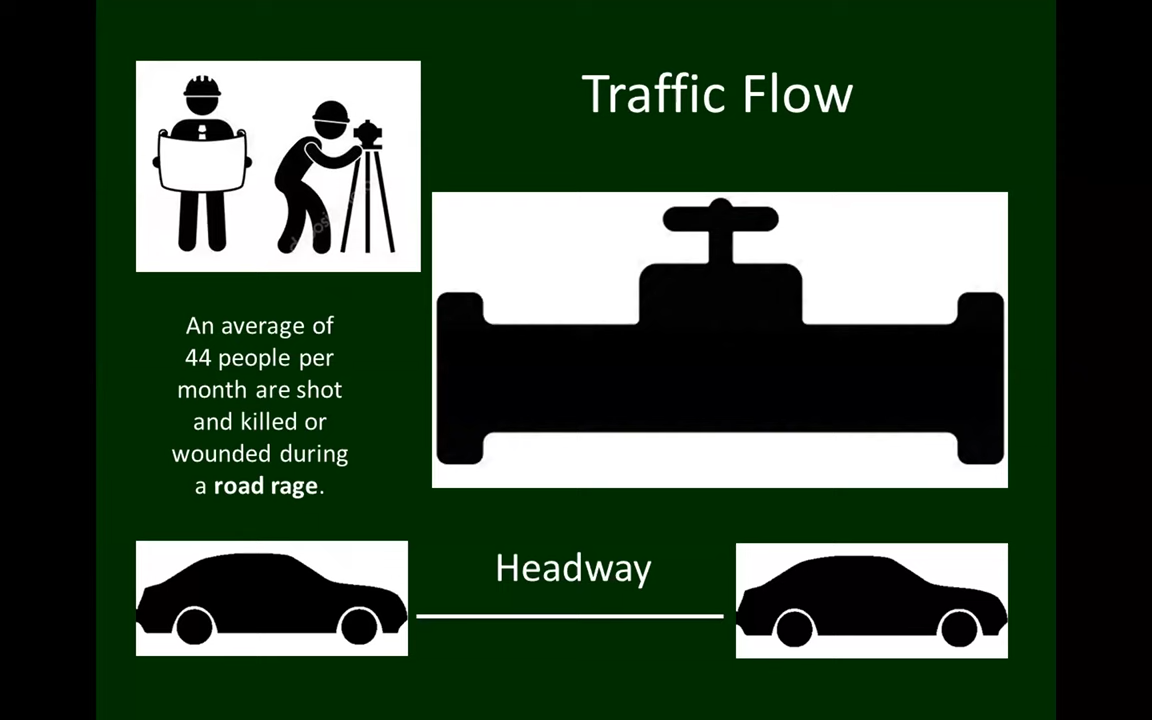 Traffic Flow
An average of
44 people per
month are shot
and killed or
wounded during
a road rage.
Headway